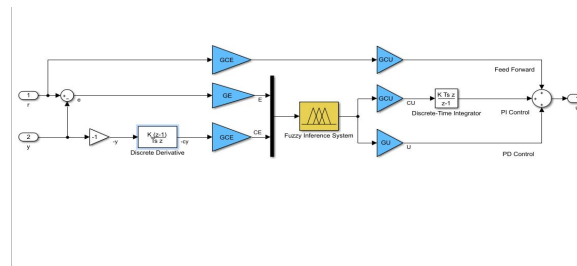 GCE
GCU
Feed Forward
1
r
e
GE
E
GCU
CU
K Ts z
z-1
Discrete-Time Integrator
PI Control
2
y
-1
-y
K (z-1)
Ts z
Discrete Derivative
-cy
GCE
CE
Fuzzy Inference System
GU
U
PD Control